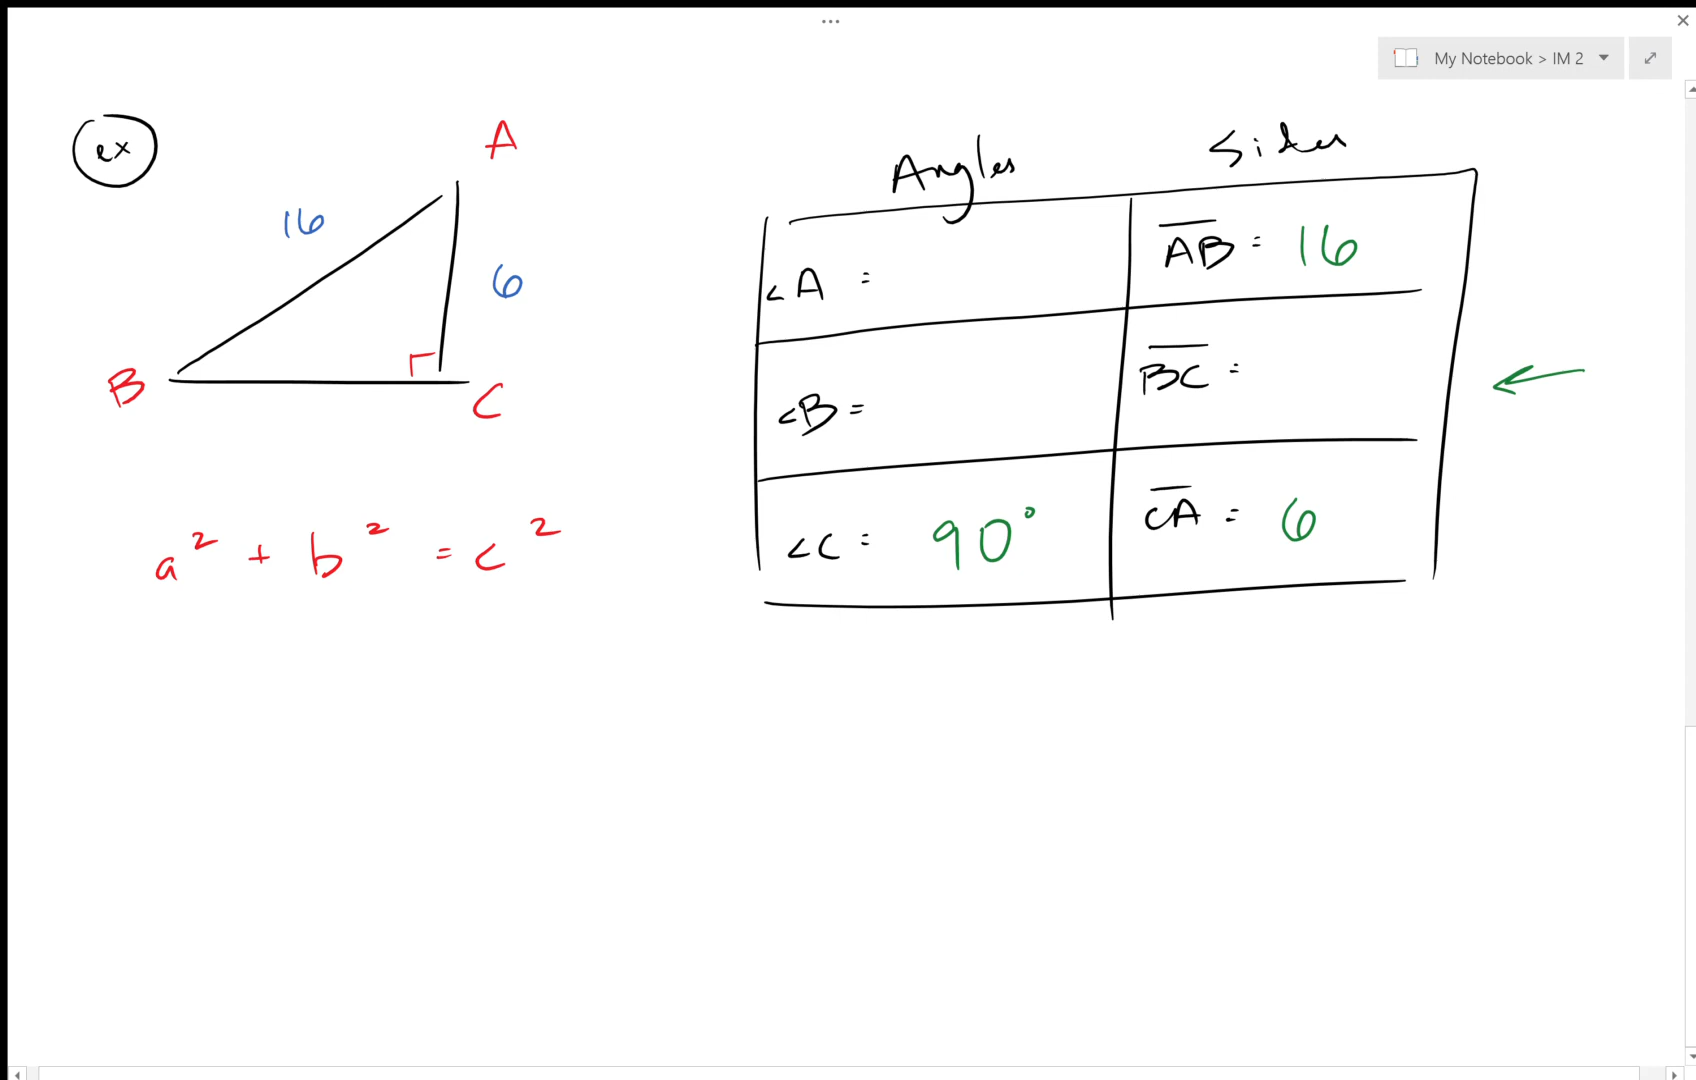 My Notebook > IM 2
ex
A
16
6
B
C
a² + b² = c²
Angles Sides
<A = AB = 16
<B = BC =
<C = 90° CA = 6